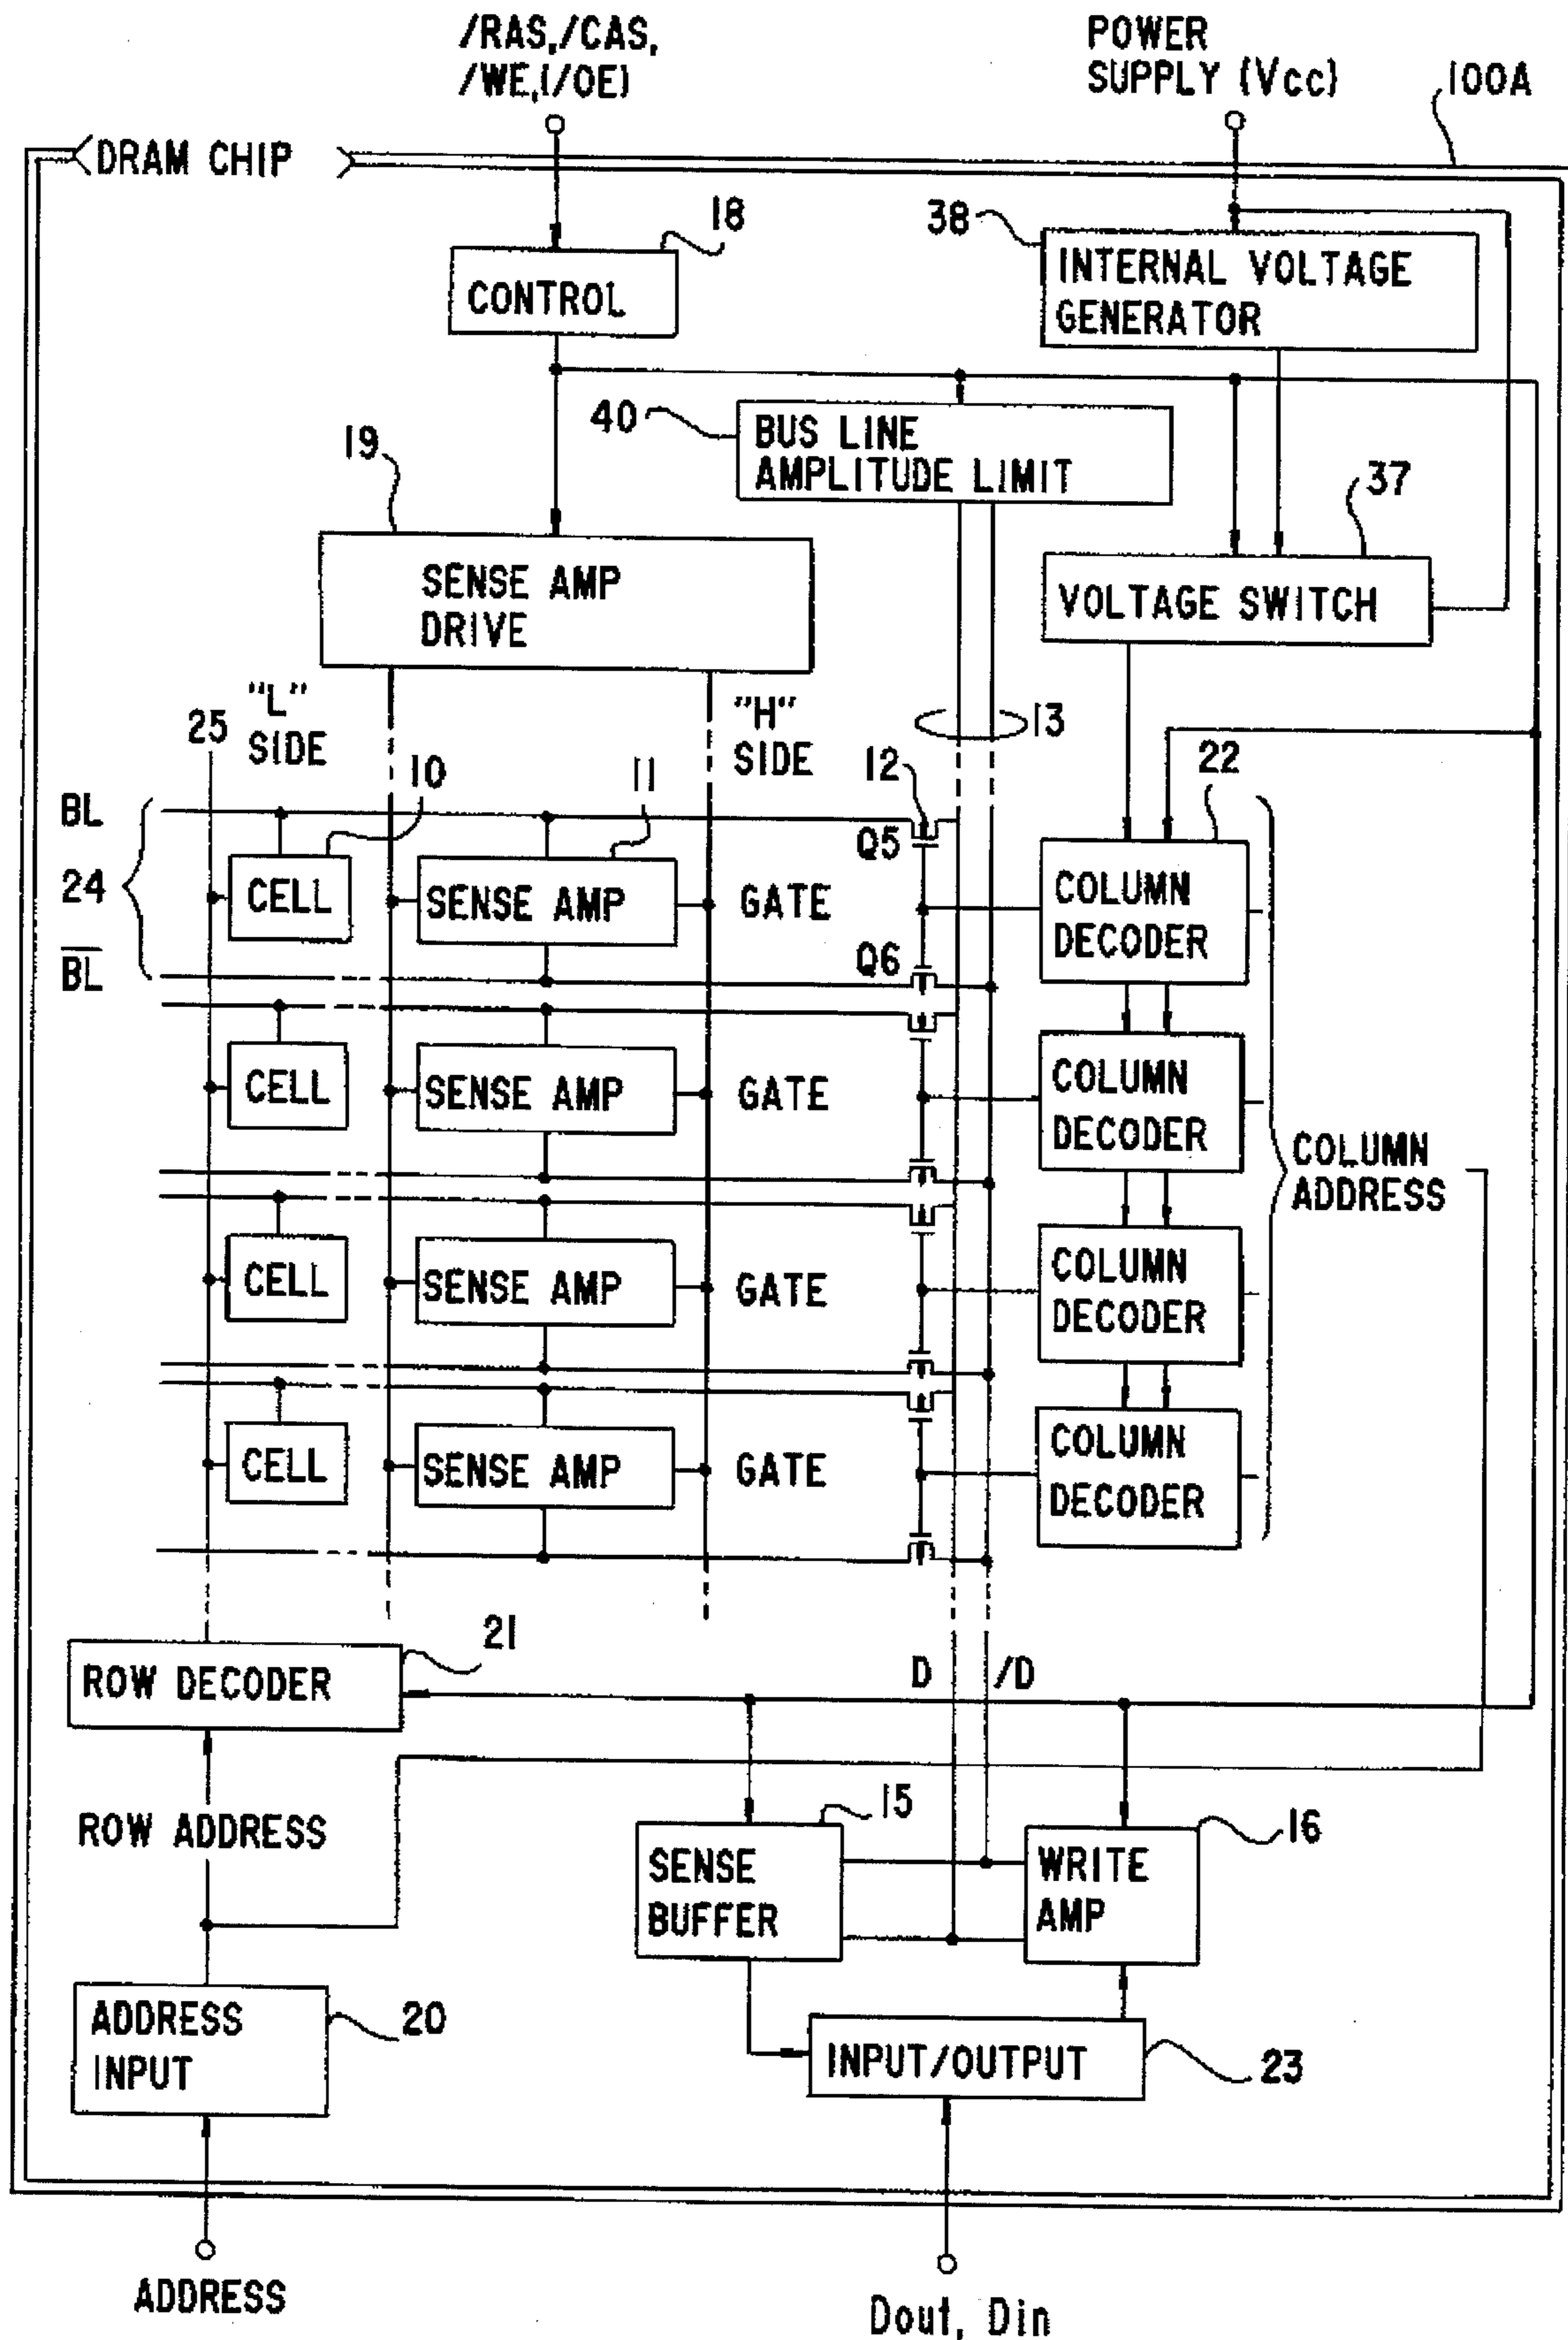 /RAS,/CAS,
/WE,(/OE)
POWER
SUPPLY (Vcc)
100A
DRAM CHIP
18
CONTROL
38
INTERNAL VOLTAGE
GENERATOR
40
BUS LINE
AMPLITUDE LIMIT
19
SENSE AMP
DRIVE
37
VOLTAGE SWITCH
25
"L"
SIDE
"H"
SIDE
13
10
11
12
22
BL
24
BL
Q5
Q6
CELL
SENSE AMP
GATE
COLUMN
DECODER
CELL
SENSE AMP
GATE
COLUMN
DECODER
COLUMN
ADDRESS
CELL
SENSE AMP
GATE
COLUMN
DECODER
CELL
SENSE AMP
GATE
COLUMN
DECODER
21
ROW DECODER
D
/D
ROW ADDRESS
15
SENSE
BUFFER
16
WRITE
AMP
ADDRESS
INPUT
20
INPUT/OUTPUT
23
ADDRESS
Dout, Din